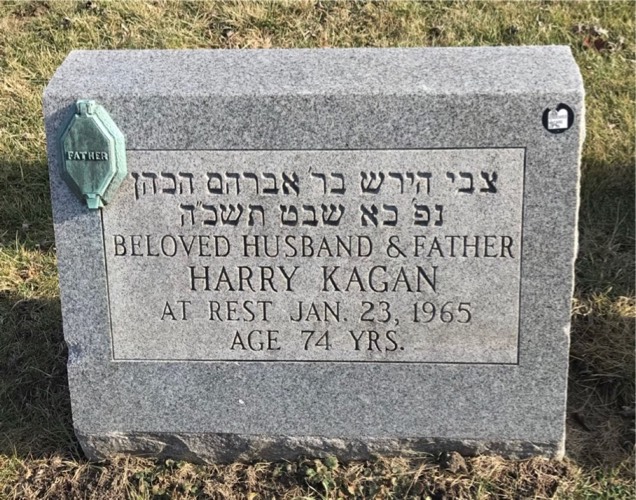 FATHER
צבי הירש בר' אברהם הכהן
נפ' כא שבט תשכ"ה
BELOVED HUSBAND & FATHER
HARRY KAGAN
AT REST JAN. 23, 1965
AGE 74 YRS.